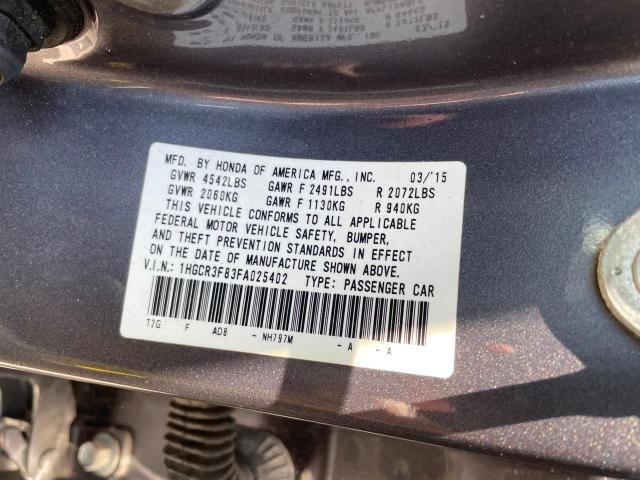 MFD. BY HONDA OF AMERICA MFG., INC. 03/'15
GVWR 4542LBS GAWR F 2491LBS R 2072LBS
GVWR 2060KG GAWR F 1130KG R 940KG
THIS VEHICLE CONFORMS TO ALL APPLICABLE
FEDERAL MOTOR VEHICLE SAFETY, BUMPER,
AND THEFT PREVENTION STANDARDS IN EFFECT
ON THE DATE OF MANUFACTURE SHOWN ABOVE.
V.I.N.: 1HGCR3F83FA025402 TYPE: PASSENGER CAR
T2G F AD8 - NH797M - A - A